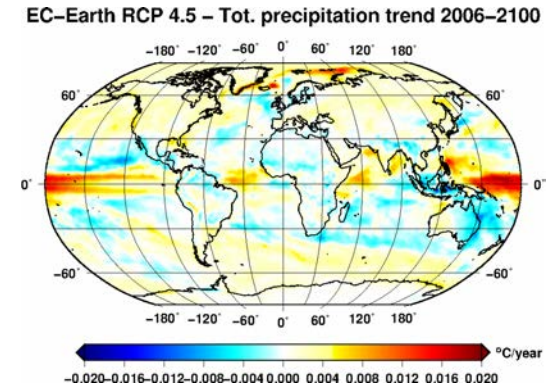 EC-Earth RCP 4.5 - Tot. precipitation trend 2006-2100
-180° -120° -60° 0° 60° 120° 180°
60° 60°
0° 0°
-60° -60°
-180° -120° -60° 0° 60° 120° 180°
°C/year
-0.020-0.016-0.012-0.008-0.004 0.000 0.004 0.008 0.012 0.016 0.020